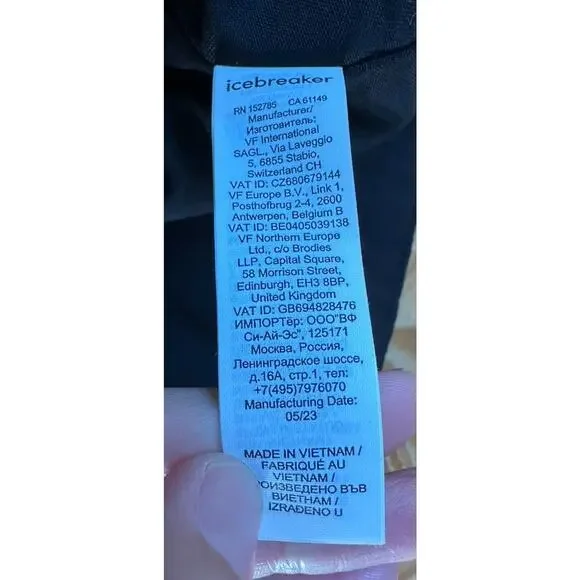 icebreaker
RN 152785 CA 61149
Manufacturer/
Изготовитель:
VF International
SAGL., Via Laveggio
5, 6855 Stabio,
Switzerland CH
VAT ID: CZ680679144
VF Europe B.V., Link 1,
Posthofbrug 2-4, 2600
Antwerpen, Belgium B
VAT ID: BE0405039138
VF Northern Europe
Ltd., c/o Brodies
LLP, Capital Square,
58 Morrison Street,
Edinburgh, EH3 8BP,
United Kingdom
VAT ID: GB694828476
ИМПОРТёр: ООО"ВФ
Си-Ай-Эс", 125171
Москва, Россия,
Ленинградское шоссе,
д.16А, стр.1, тел:
+7(495)7976070
Manufacturing Date:
05/23
MADE IN VIETNAM /
FABRIQUÉ AU
VIETNAM /
ПРОИЗВЕДЕНО ВЪВ
ВИЕТНАМ /
IZRAĐENO U